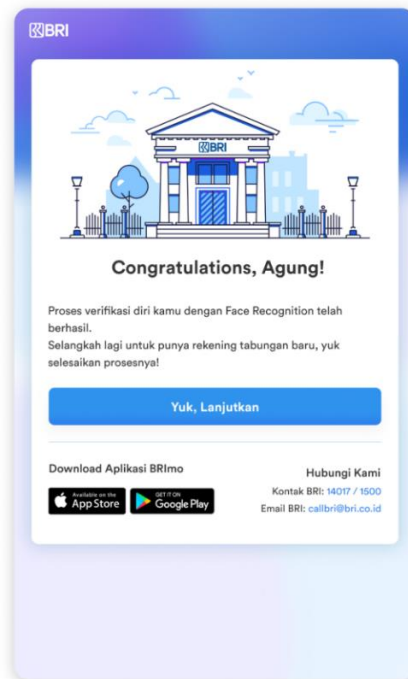 BRI
BRI
Congratulations, Agung!
Proses verifikasi diri kamu dengan Face Recognition telah
berhasil.
Selangkah lagi untuk punya rekening tabungan baru, yuk
selesaikan prosesnya!
Yuk, Lanjutkan
Download Aplikasi BRImo
Available on the
App Store
GET IT ON
Google Play
Hubungi Kami
Kontak BRI: 14017 / 1500
Email BRI: callbri@bri.co.id